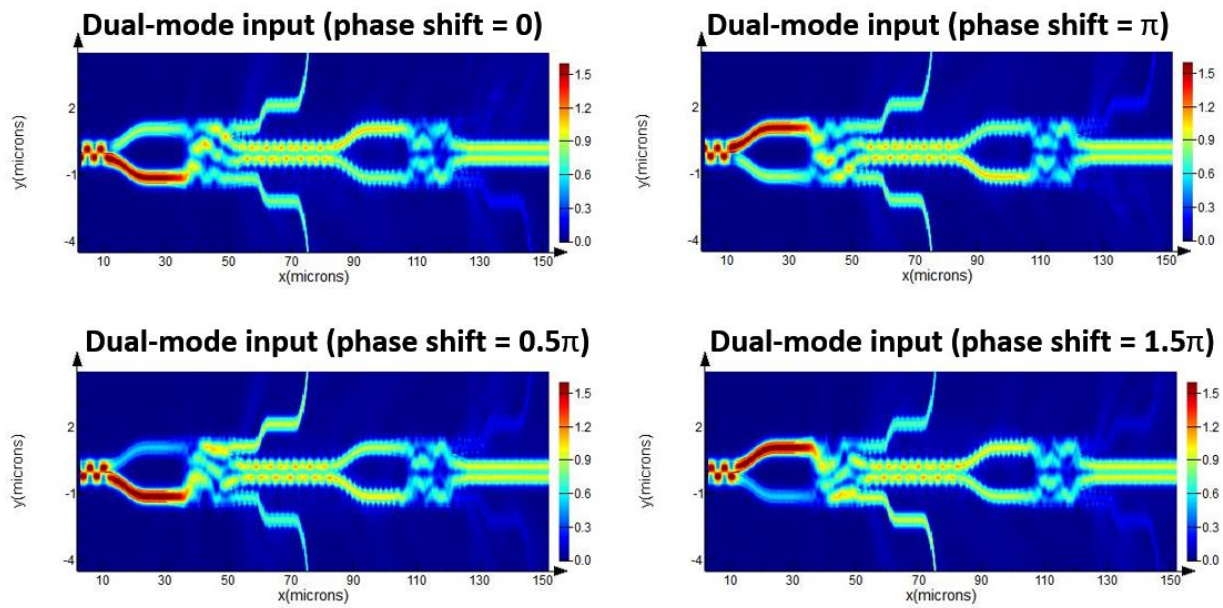 Dual-mode input (phase shift = 0)
y(microns)
2
-1
-4
10 30 50 70 90 110 130 150
x(microns)
1.5
1.2
0.9
0.6
0.3
0.0
Dual-mode input (phase shift = π)
y(microns)
2
-1
-4
10 30 50 70 90 110 130 150
x(microns)
1.5
1.2
0.9
0.6
0.3
0.0
Dual-mode input (phase shift = 0.5π)
y(microns)
2
-1
-4
10 30 50 70 90 110 130 150
x(microns)
1.5
1.2
0.9
0.6
0.3
0.0
Dual-mode input (phase shift = 1.5π)
y(microns)
2
-1
-4
10 30 50 70 90 110 130 150
x(microns)
1.5
1.2
0.9
0.6
0.3
0.0